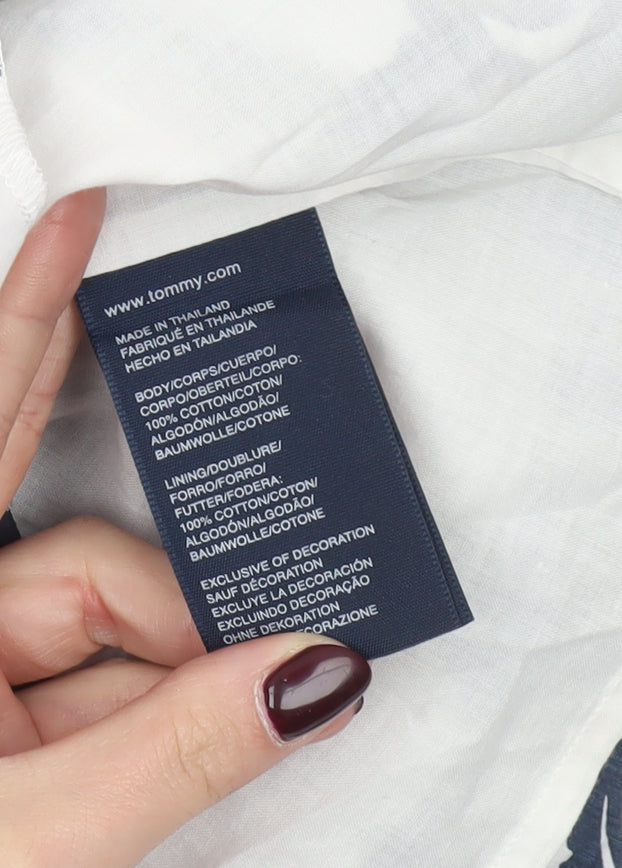 www.tommy.com
MADE IN THAILAND
FABRIQUÉ EN THAILANDE
HECHO EN TAILANDIA
BODY/CORPS/CUERPO/
CORPO/OBERTEIL/CORPO:
100% COTTON/COTON/
ALGODÓN/ALGODÃO/
BAUMWOLLE/COTONE
LINING/DOUBLURE/
FORRO/FORRO/
FUTTER/FODERA:
100% COTTON/COTON/
ALGODÓN/ALGODÃO/
BAUMWOLLE/COTONE
EXCLUSIVE OF DECORATION
SAUF DÉCORATION
EXCLUYE LA DECORACIÓN
EXCLUINDO DECORAÇÃO
OHNE DEKORATION